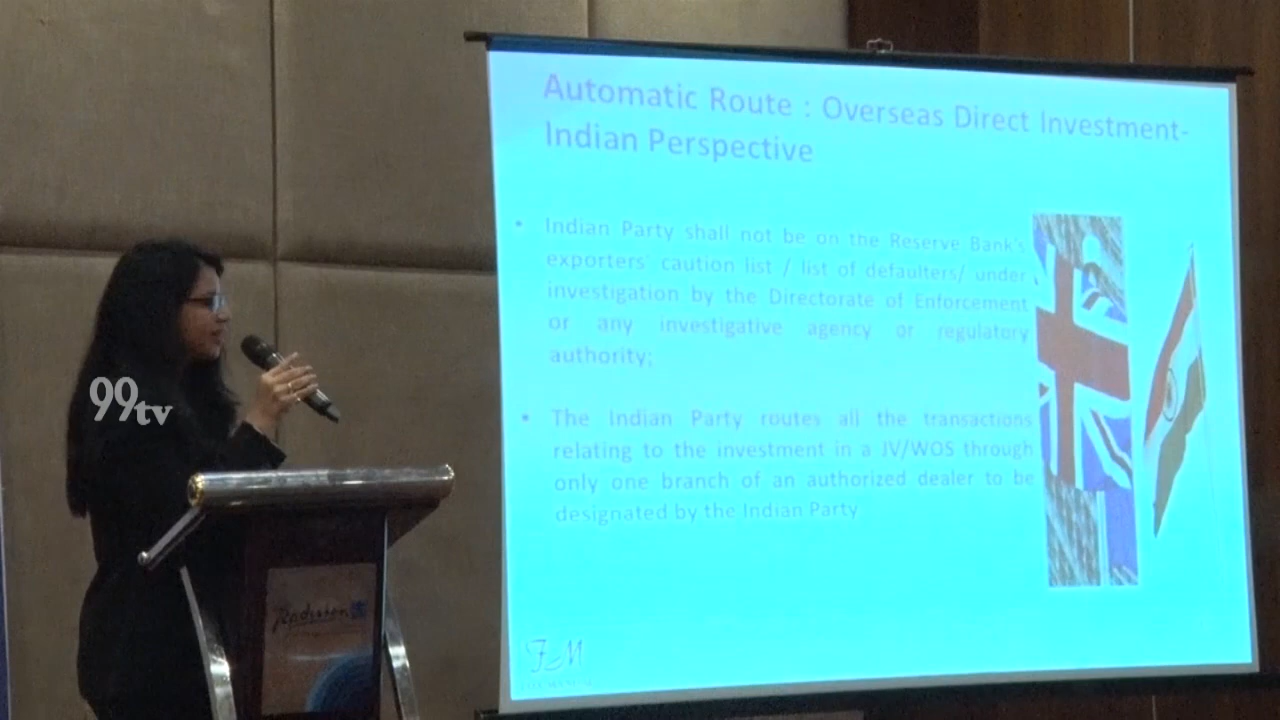 Automatic Route : Overseas Direct Investment-
Indian Perspective
• Indian Party shall not be on the Reserve Bank's
exporters' caution list / list of defaulters/ under
investigation by the Directorate of Enforcement
or any investigative agency or regulatory
authority;
• The Indian Party routes all the transactions
relating to the investment in a JV/WOS through
only one branch of an authorized dealer to be
designated by the Indian Party
99tv
Radisson
FM